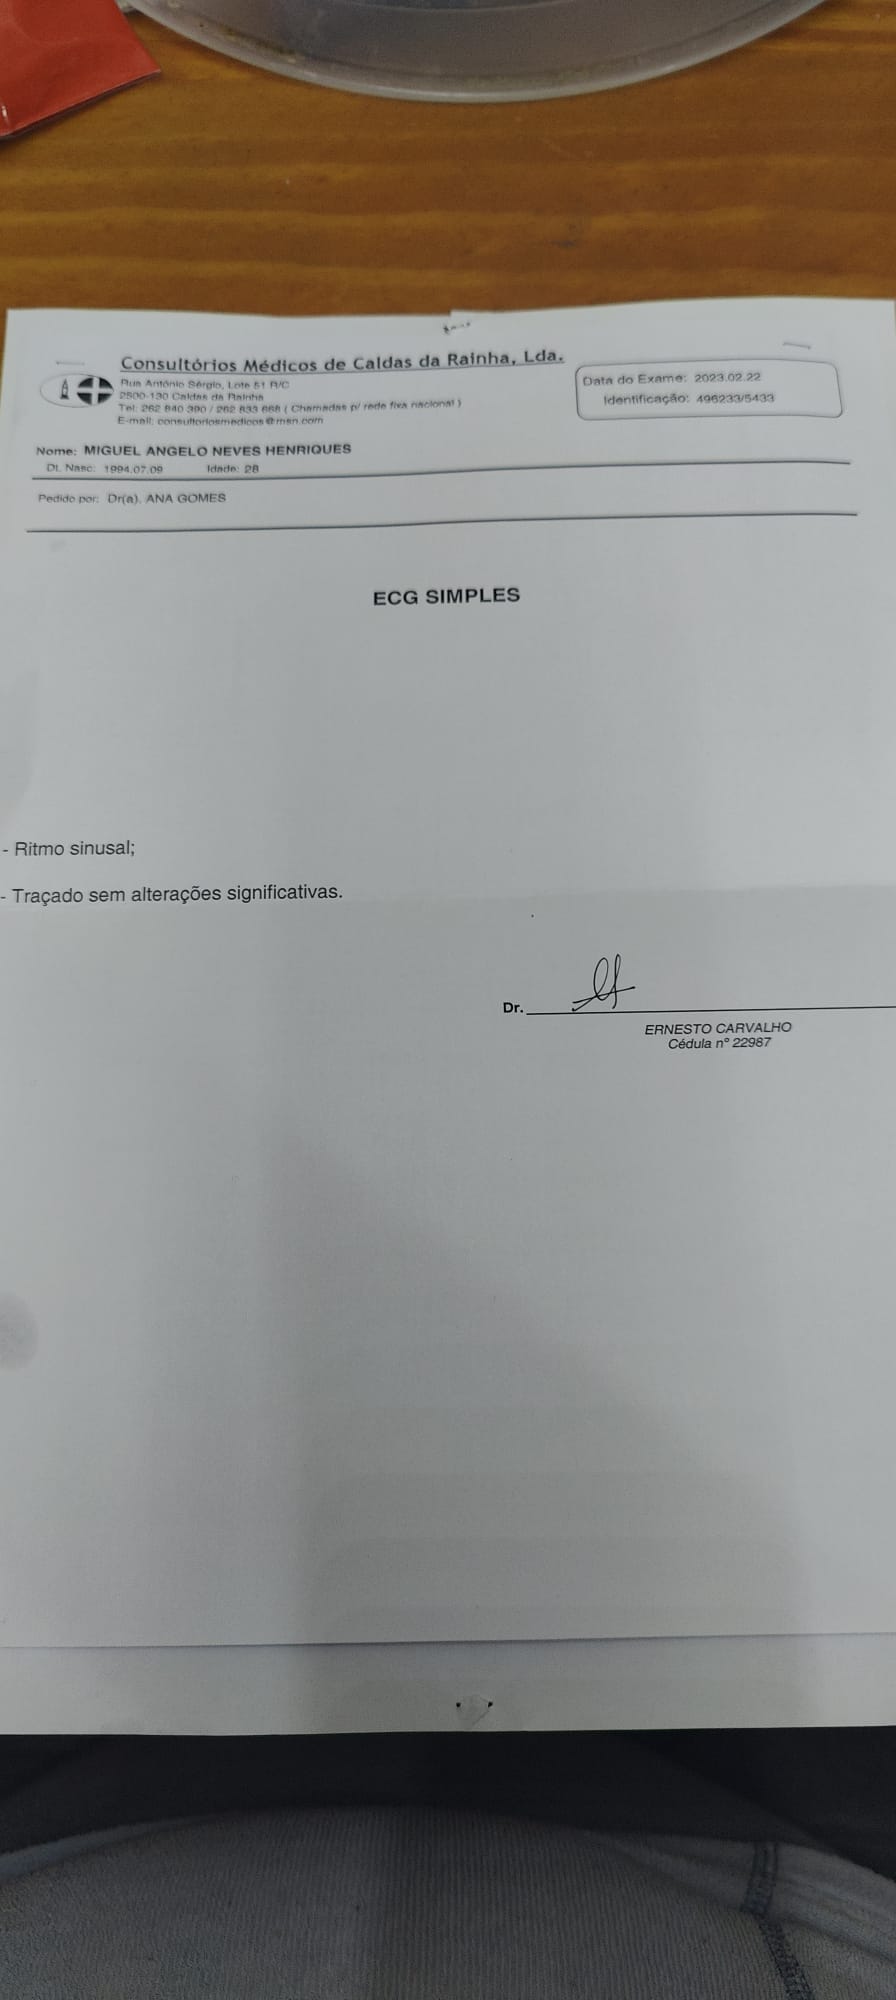 Consultórios Médicos de Caldas da Rainha, Lda.
Rua António Sérgio, Lote 51 R/C
2500-130 Caldas da Rainha
Tel: 262 840 390 / 262 833 668 ( Chamadas p/ rede fixa nacional )
E-mail: consultoriosmedicos@msn.com
Data do Exame: 2023.02.22
Identificação: 496233/5433
Nome: MIGUEL ANGELO NEVES HENRIQUES
Dt. Nasc: 1994.07.09 Idade: 28
Pedido por: Dr(a). ANA GOMES
ECG SIMPLES
- Ritmo sinusal;
- Traçado sem alterações significativas.
Dr.
ERNESTO CARVALHO
Cédula nº 22987